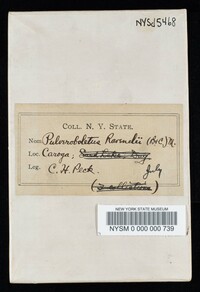 NYSd5468
COLL. N. Y. STATE.
Nom. Pulveroboletus Ravenelii (B&C.) M.
Loc. Caroga;
Leg. C. H. Peck. July
NEW YORK STATE MUSEUM
NYSM 0 000 000 739